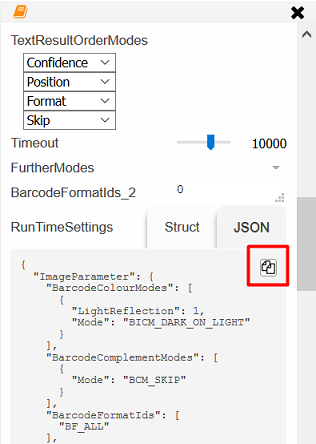 TextResultOrderModes
Confidence
Position
Format
Skip
Timeout 10000
FurtherModes
BarcodeFormatIds_2 0
RunTimeSettings Struct JSON
{
"ImageParameter": {
"BarcodeColourModes": [
{
"LightReflection": 1,
"Mode": "BICM_DARK_ON_LIGHT"
}
],
"BarcodeComplementModes": [
{
"Mode": "BCM_SKIP"
}
],
"BarcodeFormatIds": [
"BF_ALL"
],